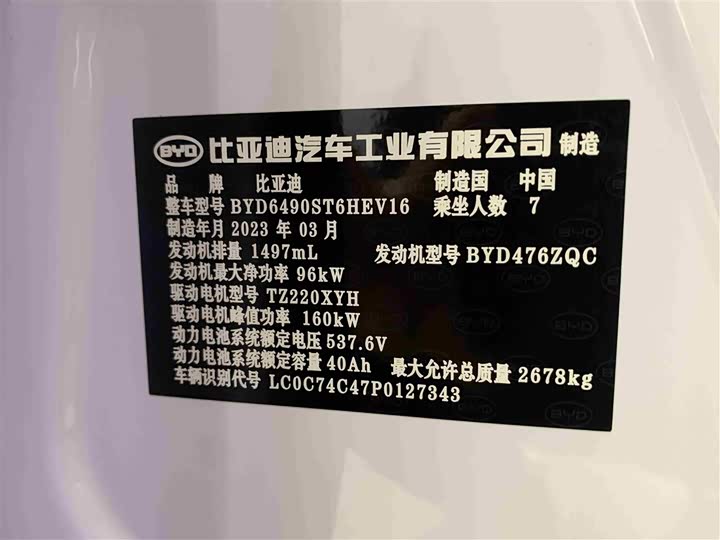 BYD 比亚迪汽车工业有限公司 制造
品 牌 比亚迪 制造国 中国
整车型号 BYD6490ST6HEV16 乘坐人数 7
制造年月 2023 年 03 月
发动机排量 1497mL 发动机型号 BYD476ZQC
发动机最大净功率 96kW
驱动电机型号 TZ220XYH
驱动电机峰值功率 160kW
动力电池系统额定电压 537.6V
动力电池系统额定容量 40Ah 最大允许总质量 2678kg
车辆识别代号 LC0C74C47P0127343